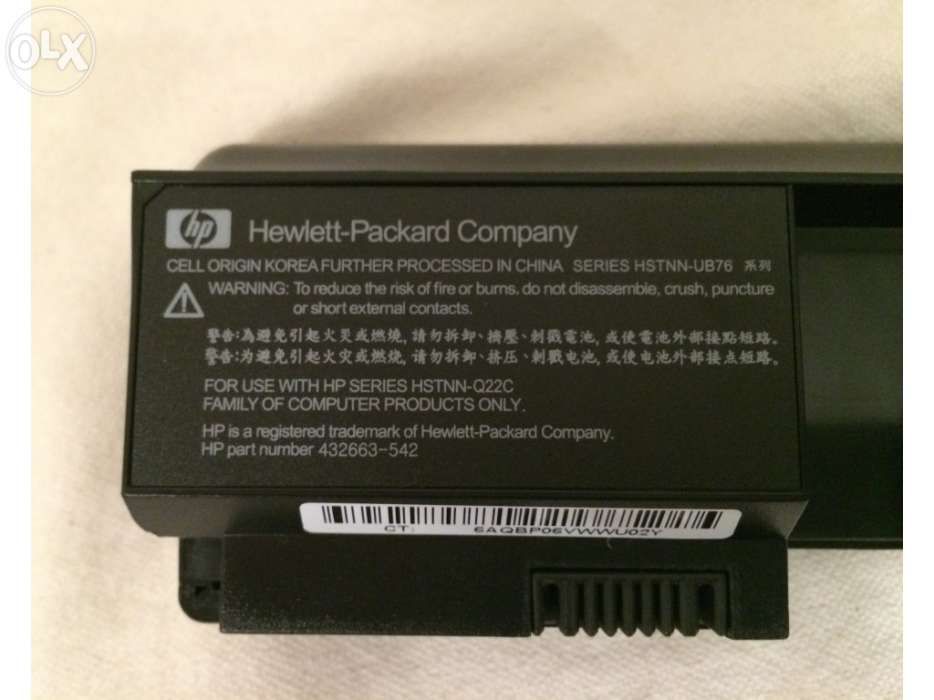 OLX
hp Hewlett-Packard Company
CELL ORIGIN KOREA FURTHER PROCESSED IN CHINA SERIES HSTNN-UB76 系列
WARNING: To reduce the risk of fire or burns, do not disassemble, crush, puncture
or short external contacts.
警告:為避免引起火災或燃燒,請勿拆卸、擠壓、刺戳電池,或使電池外部接點短路。
警告:为避免引起火灾或燃烧,请勿拆卸、挤压、刺戳电池,或使电池外部接点短路。
FOR USE WITH HP SERIES HSTNN-Q22C
FAMILY OF COMPUTER PRODUCTS ONLY.
HP is a registered trademark of Hewlett-Packard Company.
HP part number 432663-542
CT: 6AQBP06VWWU02Y